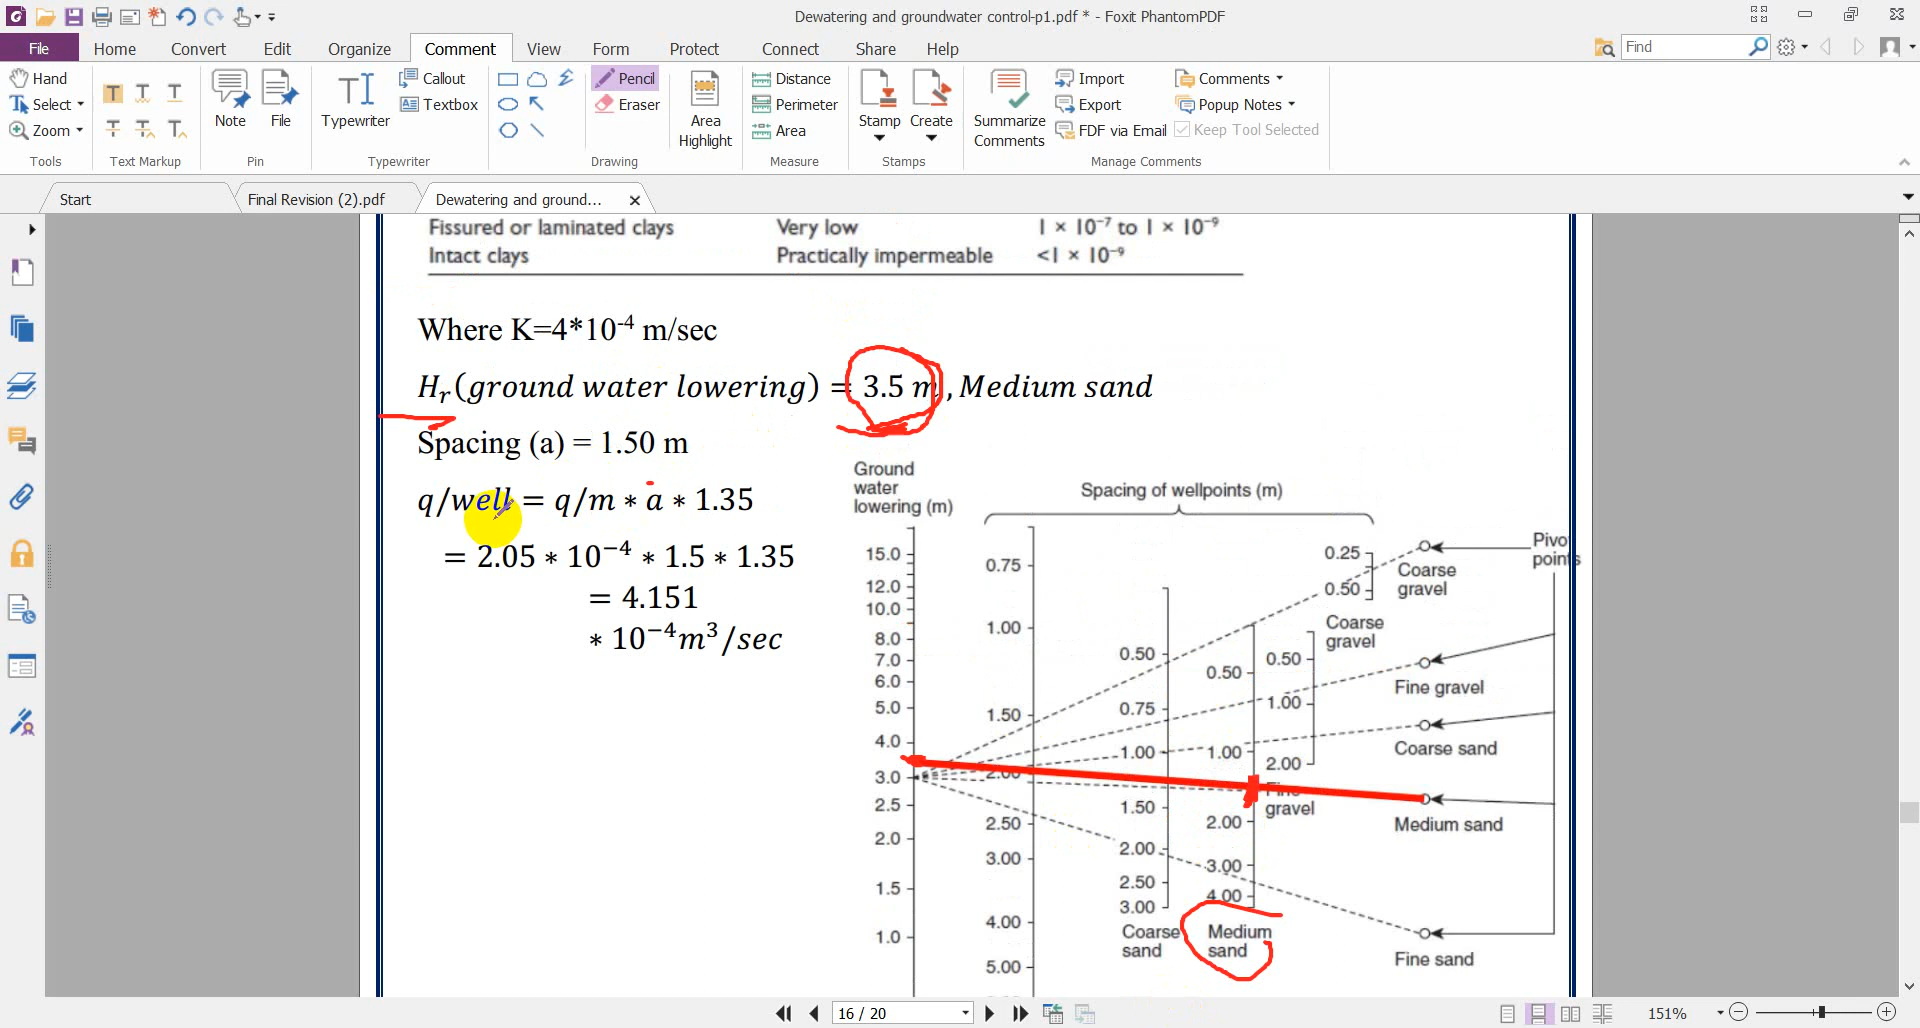 Dewatering and groundwater control-p1.pdf * - Foxit PhantomPDF
File Home Convert Edit Organize Comment View Form Protect Connect Share Help
Find
Hand
Select
Zoom
Tools
Text Markup
Note
File
Pin
Typewriter
Callout
Textbox
Typewriter
Pencil
Eraser
Drawing
Area
Highlight
Distance
Perimeter
Area
Measure
Stamp
Create
Stamps
Summarize
Comments
Import
Export
FDF via Email
Comments
Popup Notes
Keep Tool Selected
Manage Comments
Start
Final Revision (2).pdf
Dewatering and ground...
Fissured or laminated clays Very low 1 × 10⁻⁷ to 1 × 10⁻⁹
Intact clays Practically impermeable <1 × 10⁻⁹
Where K=4*10⁻⁴ m/sec
Hᵣ(ground water lowering) = 3.5 m, Medium sand
Spacing (a) = 1.50 m
q/well = q/m * a * 1.35
= 2.05 * 10⁻⁴ * 1.5 * 1.35
= 4.151
* 10⁻⁴m³/sec
Ground
water
lowering (m)
15.0
12.0
10.0
8.0
7.0
6.0
5.0
4.0
3.0
2.5
2.0
1.5
1.0
Spacing of wellpoints (m)
0.75
1.00
1.50
2.00
2.50
3.00
4.00
5.00
0.50
0.75
1.00
1.50
2.00
2.50
3.00
Coarse
sand
0.50
1.00
2.00
3.00
4.00
Medium
sand
0.50
1.00
2.00
Fine
gravel
0.25
0.50
Coarse
gravel
Pivot
points
Coarse
gravel
Fine gravel
Coarse sand
Medium sand
Fine sand
16 / 20
151%